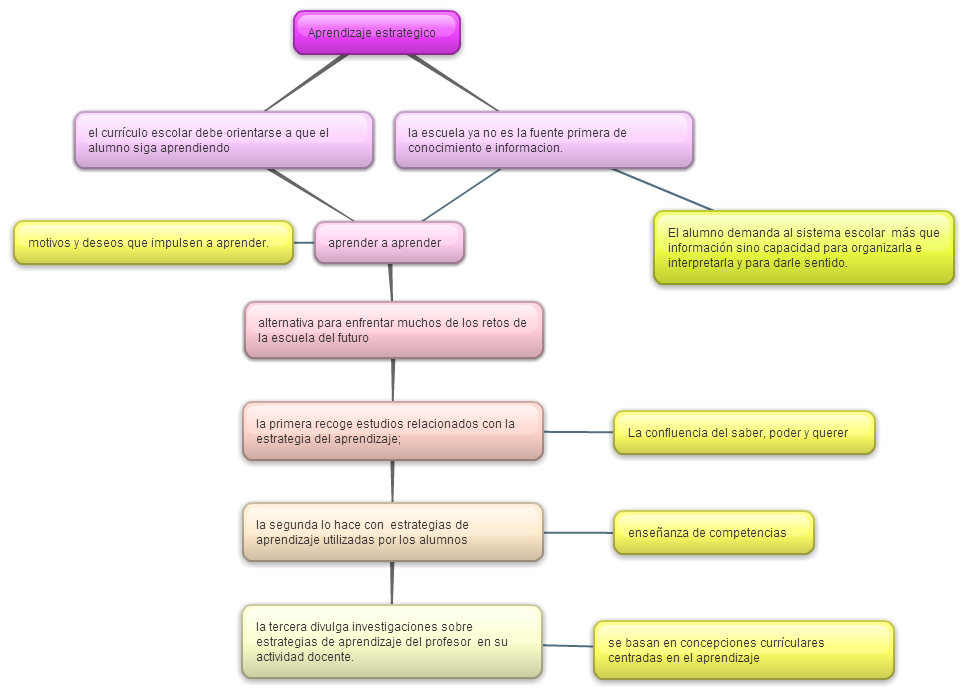 Aprendizaje estrategico
el currículo escolar debe orientarse a que el
alumno siga aprendiendo
la escuela ya no es la fuente primera de
conocimiento e informacion.
motivos y deseos que impulsen a aprender.
aprender a aprender
El alumno demanda al sistema escolar más que
información sino capacidad para organizarla e
interpretarla y para darle sentido.
alternativa para enfrentar muchos de los retos de
la escuela del futuro
la primera recoge estudios relacionados con la
estrategia del aprendizaje;
La confluencia del saber, poder y querer
la segunda lo hace con estrategias de
aprendizaje utilizadas por los alumnos
enseñanza de competencias
la tercera divulga investigaciones sobre
estrategias de aprendizaje del profesor en su
actividad docente.
se basan en concepciones currículares
centradas en el aprendizaje